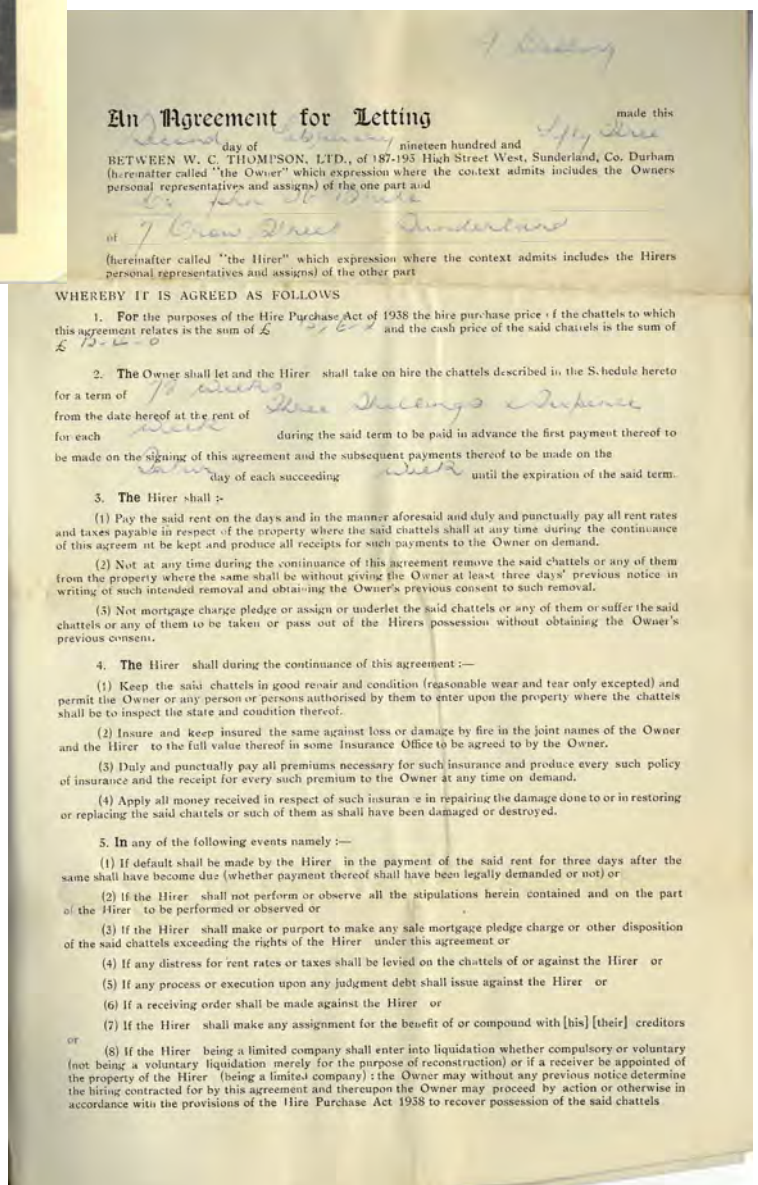 An Agreement for Letting made this
Second day of February nineteen hundred and fifty three
BETWEEN W. C. THOMPSON, LTD., of 187-193 High Street West, Sunderland, Co. Durham
(hereinafter called "the Owner" which expression where the context admits includes the Owners
personal representatives and assigns) of the one part and
John
of 7 Crow Street Sunderland
(hereinafter called "the Hirer" which expression where the context admits includes the Hirers
personal representatives and assigns) of the other part
WHEREBY IT IS AGREED AS FOLLOWS
1. For the purposes of the Hire Purchase Act of 1938 the hire purchase price of the chattels to which
this agreement relates is the sum of £ and the cash price of the said chattels is the sum of
£
2. The Owner shall let and the Hirer shall take on hire the chattels described in the Schedule hereto
for a term of 78 weeks
from the date hereof at the rent of Three Shillings & Sixpence
for each week during the said term to be paid in advance the first payment thereof to
be made on the signing of this agreement and the subsequent payments thereof to be made on the
Satur day of each succeeding week until the expiration of the said term.
3. The Hirer shall :-
(1) Pay the said rent on the days and in the manner aforesaid and duly and punctually pay all rent rates
and taxes payable in respect of the property where the said chattels shall at any time during the continuance
of this agreem nt be kept and produce all receipts for such payments to the Owner on demand.
(2) Not at any time during the continuance of this agreement remove the said chattels or any of them
from the property where the same shall be without giving the Owner at least three days' previous notice in
writing of such intended removal and obtaining the Owner's previous consent to such removal.
(3) Not mortgage charge pledge or assign or underlet the said chattels or any of them or suffer the said
chattels or any of them to be taken or pass out of the Hirers possession without obtaining the Owner's
previous consent.
4. The Hirer shall during the continuance of this agreement :—
(1) Keep the said chattels in good repair and condition (reasonable wear and tear only excepted) and
permit the Owner or any person or persons authorised by them to enter upon the property where the chattels
shall be to inspect the state and condition thereof.
(2) Insure and keep insured the same against loss or damage by fire in the joint names of the Owner
and the Hirer to the full value thereof in some Insurance Office to be agreed to by the Owner.
(3) Duly and punctually pay all premiums necessary for such insurance and produce every such policy
of insurance and the receipt for every such premium to the Owner at any time on demand.
(4) Apply all money received in respect of such insuran e in repairing the damage done to or in restoring
or replacing the said chattels or such of them as shall have been damaged or destroyed.
5. In any of the following events namely :—
(1) If default shall be made by the Hirer in the payment of the said rent for three days after the
same shall have become due (whether payment thereof shall have been legally demanded or not) or
(2) If the Hirer shall not perform or observe all the stipulations herein contained and on the part
of the Hirer to be performed or observed or
(3) If the Hirer shall make or purport to make any sale mortgage pledge charge or other disposition
of the said chattels exceeding the rights of the Hirer under this agreement or
(4) If any distress for rent rates or taxes shall be levied on the chattels of or against the Hirer or
(5) If any process or execution upon any judgment debt shall issue against the Hirer or
(6) If a receiving order shall be made against the Hirer or
(7) If the Hirer shall make any assignment for the benefit of or compound with [his] [their] creditors
or
(8) If the Hirer being a limited company shall enter into liquidation whether compulsory or voluntary
(not being a voluntary liquidation merely for the purpose of reconstruction) or if a receiver be appointed of
the property of the Hirer (being a limited company) : the Owner may without any previous notice determine
the hiring contracted for by this agreement and thereupon the Owner may proceed by action or otherwise in
accordance with the provisions of the Hire Purchase Act 1938 to recover possession of the said chattels